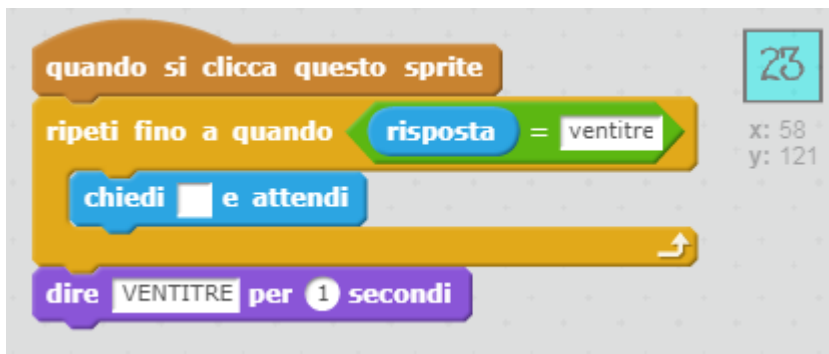 quando si clicca questo sprite
ripeti fino a quando risposta = ventitre
chiedi e attendi
dire VENTITRE per 1 secondi
23
x: 58
y: 121